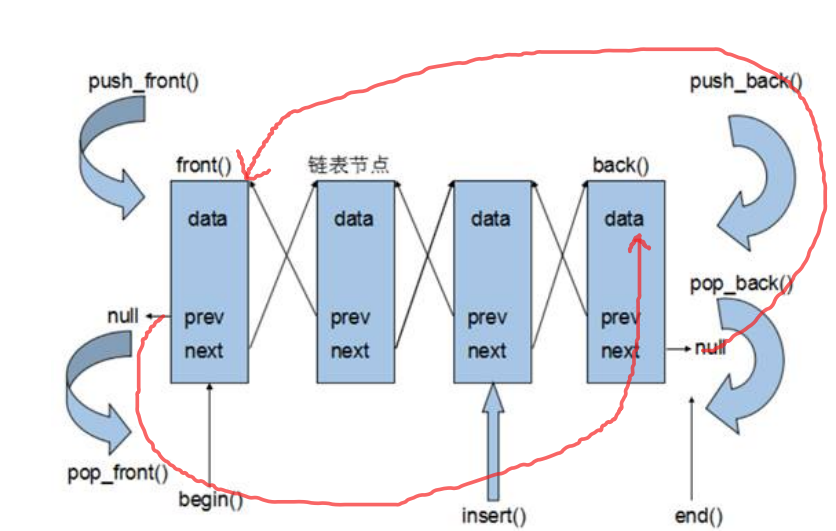 push_front()
push_back()
front()
链表节点
back()
data
data
data
data
pop_back()
null
prev
prev
prev
prev
next
next
next
next
null
pop_front()
begin()
insert()
end()